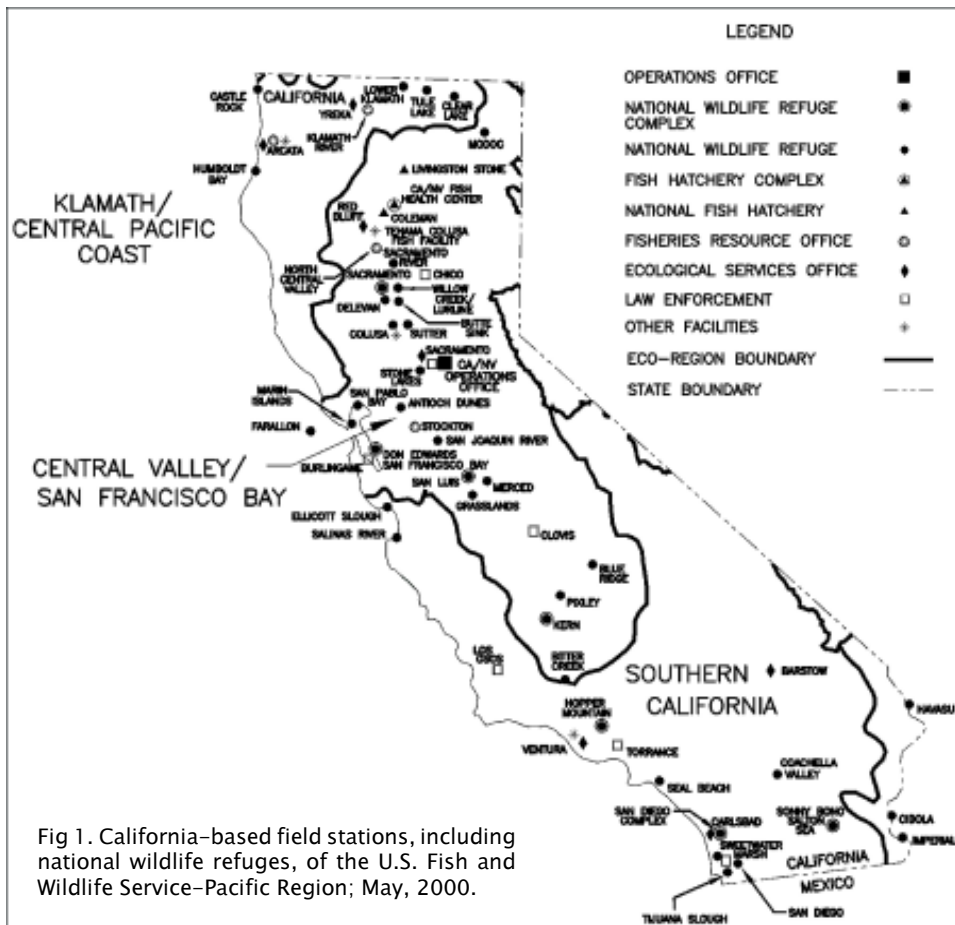 LEGEND
OPERATIONS OFFICE
NATIONAL WILDLIFE REFUGE
COMPLEX
NATIONAL WILDLIFE REFUGE
FISH HATCHERY COMPLEX
NATIONAL FISH HATCHERY
FISHERIES RESOURCE OFFICE
ECOLOGICAL SERVICES OFFICE
LAW ENFORCEMENT
OTHER FACILITIES
ECO-REGION BOUNDARY
STATE BOUNDARY
CASTLE
ROCK
CALIFORNIA
YREKA
LOWER
KLAMATH
TULE
LAKE
CLEAR
LAKE
KLAMATH
RIVER
MODOC
ARCATA
HUMBOLDT
BAY
LIVINGSTON STONE
KLAMATH/
CENTRAL PACIFIC
COAST
CA/NV FISH
HEALTH CENTER
RED
BLUFF
COLEMAN
TEHAMA COLUSA
FISH FACILITY
NORTH
CENTRAL
VALLEY
SACRAMENTO
RIVER
SACRAMENTO
CHICO
WILLOW
CREEK/
LURLINE
DELEVAN
BUTTE
SINK
COLUSA
SUTTER
SACRAMENTO
STONE
LAKES
CA/NV
OPERATIONS
OFFICE
MARIN
ISLANDS
SAN PABLO
BAY
ANTIOCH DUNES
FARALLON
STOCKTON
SAN JOAQUIN RIVER
CENTRAL VALLEY/
SAN FRANCISCO BAY
BURLINGAME
DON EDWARDS
SAN FRANCISCO BAY
SAN LUIS
MERCED
GRASSLANDS
ELLICOTT SLOUGH
SALINAS RIVER
CLOVIS
BLUE
RIDGE
PIXLEY
KERN
LOS
OSOS
BITTER
CREEK
SOUTHERN
CALIFORNIA
BARSTOW
HOPPER
MOUNTAIN
HAVASU
VENTURA
TORRANCE
COACHELLA
VALLEY
SEAL BEACH
SAN DIEGO
COMPLEX
CARLSBAD
SONNY BONO
SALTON
SEA
CIBOLA
SWEETWATER
MARSH
IMPERIAL
CALIFORNIA
MEXICO
TIJUANA SLOUGH
SAN DIEGO
Fig 1. California-based field stations, including
national wildlife refuges, of the U.S. Fish and
Wildlife Service-Pacific Region; May, 2000.